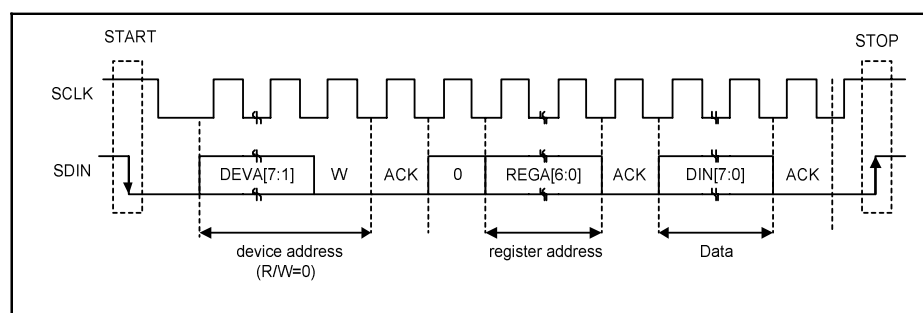 START
STOP
SCLK
SDIN
DEVA[7:1] W ACK 0 REGA[6:0] ACK DIN[7:0] ACK
device address
(R/W=0)
register address
Data